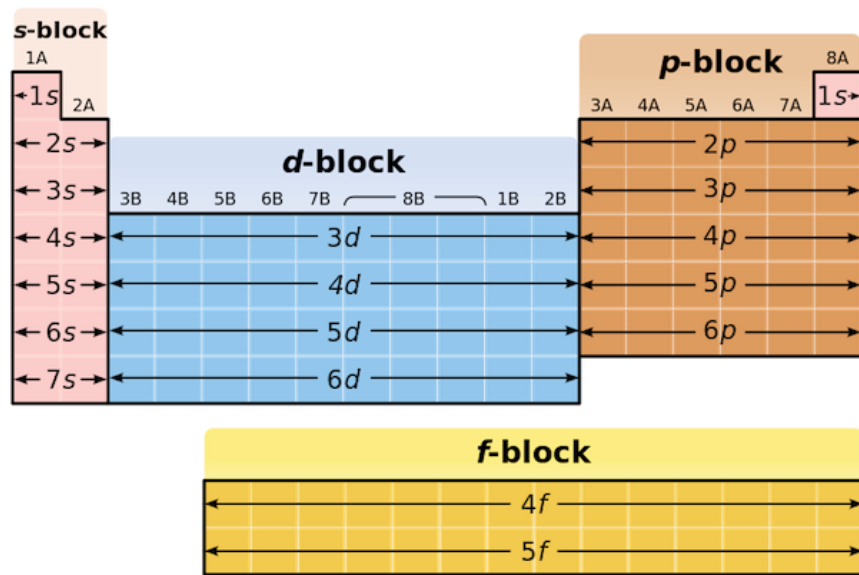 s-block
1A
2A
1s
2s
3s
4s
5s
6s
7s
d-block
3B 4B 5B 6B 7B 8B 1B 2B
3d
4d
5d
6d
p-block
8A
3A 4A 5A 6A 7A
1s
2p
3p
4p
5p
6p
f-block
4f
5f